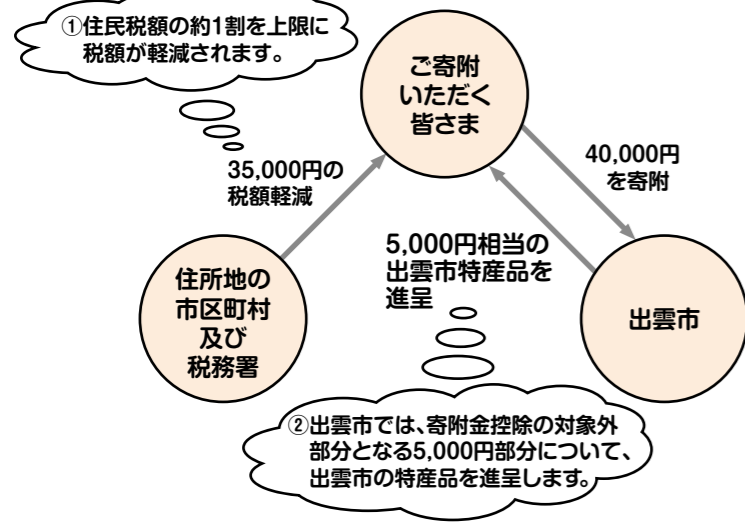 ①住民税額の約1割を上限に
税額が軽減されます。
ご寄附
いただく
皆さま
35,000円の
税額軽減
40,000円
を寄附
5,000円相当の
出雲市特産品を
進呈
住所地の
市区町村
及び
税務署
出雲市
②出雲市では、寄附金控除の対象外
部分となる5,000円部分について、
出雲市の特産品を進呈します。